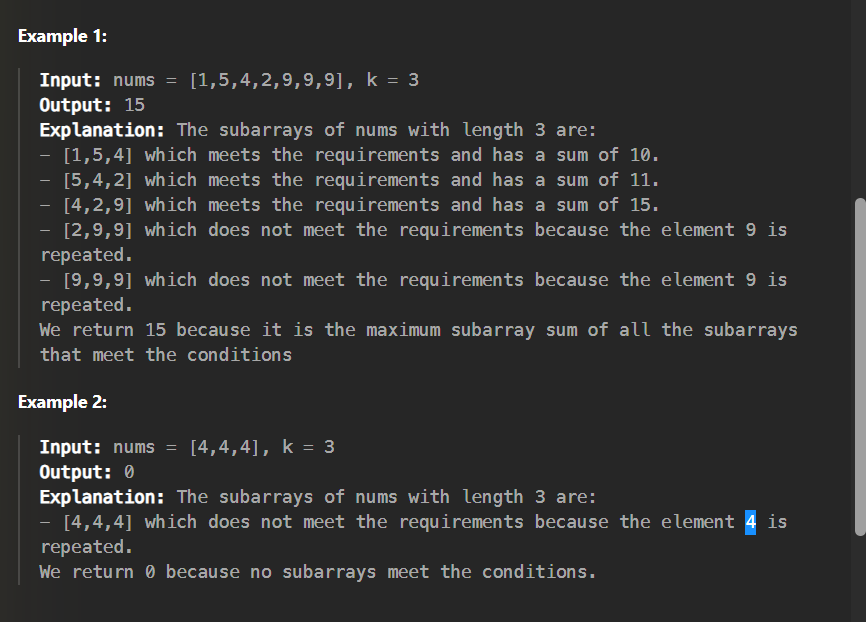 Example 1:
Input: nums = [1,5,4,2,9,9,9], k = 3
Output: 15
Explanation: The subarrays of nums with length 3 are:
- [1,5,4] which meets the requirements and has a sum of 10.
- [5,4,2] which meets the requirements and has a sum of 11.
- [4,2,9] which meets the requirements and has a sum of 15.
- [2,9,9] which does not meet the requirements because the element 9 is
repeated.
- [9,9,9] which does not meet the requirements because the element 9 is
repeated.
We return 15 because it is the maximum subarray sum of all the subarrays
that meet the conditions
Example 2:
Input: nums = [4,4,4], k = 3
Output: 0
Explanation: The subarrays of nums with length 3 are:
- [4,4,4] which does not meet the requirements because the element 4 is
repeated.
We return 0 because no subarrays meet the conditions.